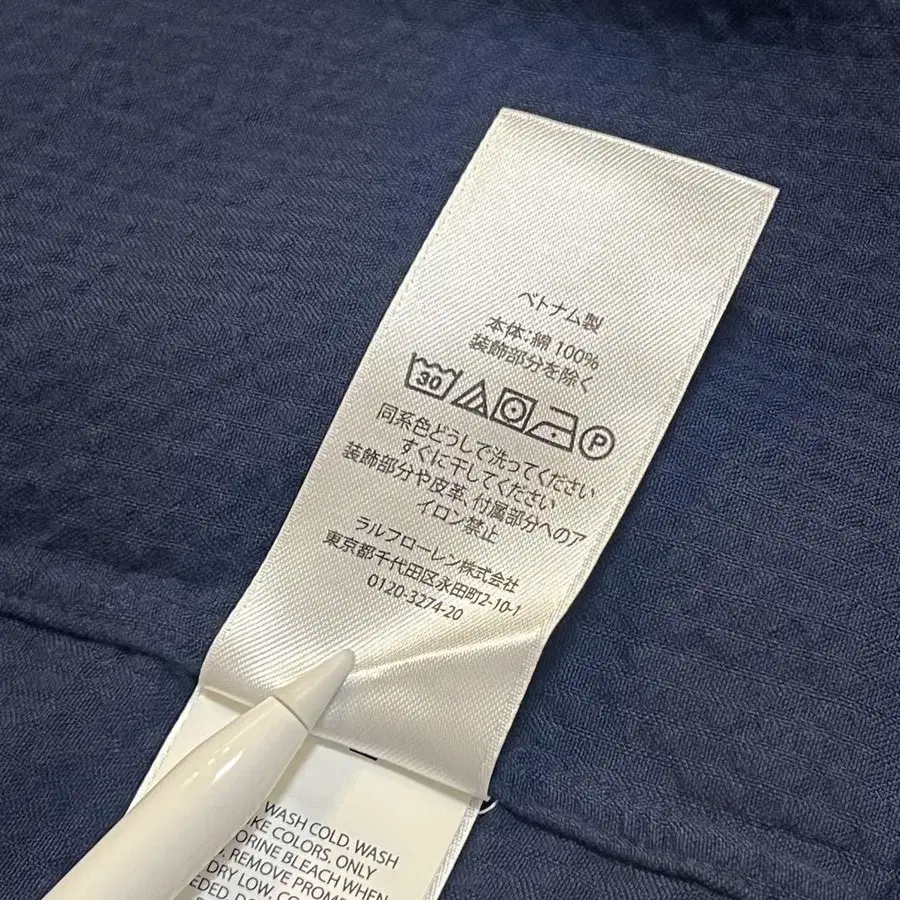 ベトナム製
本体:綿 100%
装飾部分を除く
30 P
同系色どうしで洗ってください
すぐに干してください
装飾部分や皮革、付属部分へのア
イロン禁止
ラルフローレン株式会社
東京都千代田区永田町2-10-1
0120-3274-20
WASH COLD. WASH
COLORS. ONLY
BLEACH WHEN
REMOVE
DRY LOW.